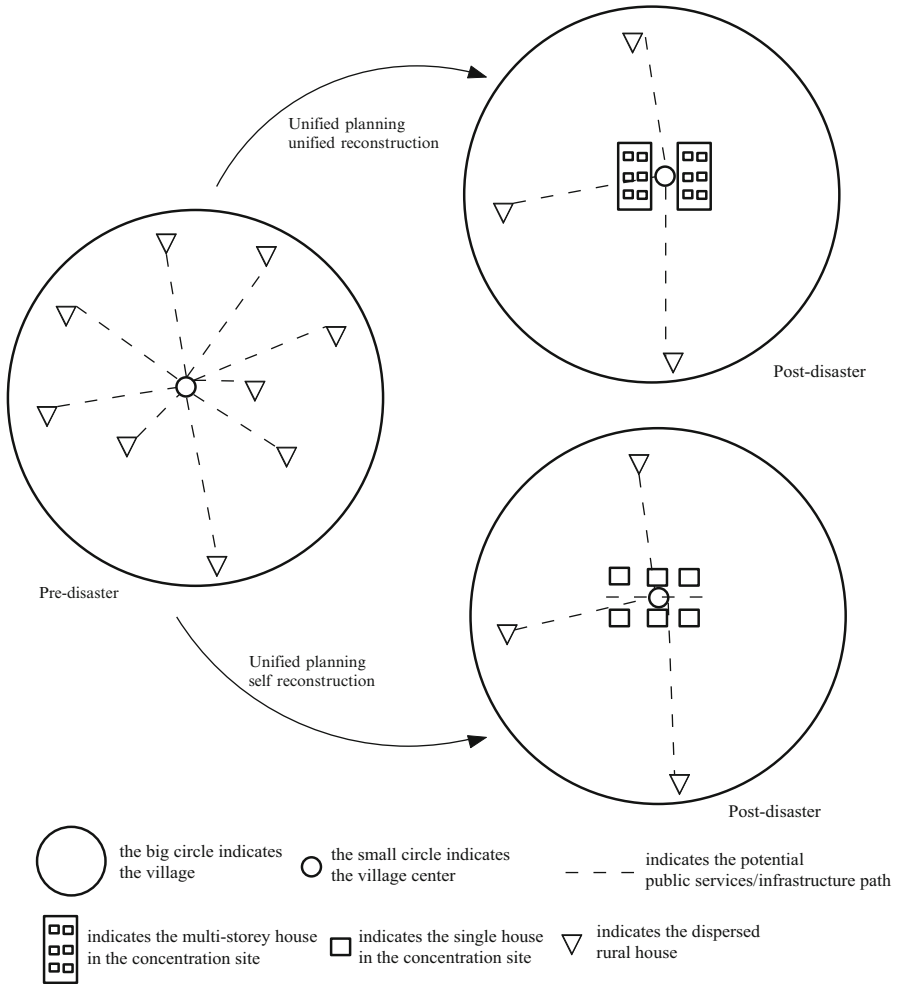 Unified planning
unified reconstruction
Post-disaster
Pre-disaster
Unified planning
self reconstruction
Post-disaster
the big circle indicates
the village
the small circle indicates
the village center
indicates the potential
public services/infrastructure path
indicates the multi-storey house
in the concentration site
indicates the single house
in the concentration site
indicates the dispersed
rural house